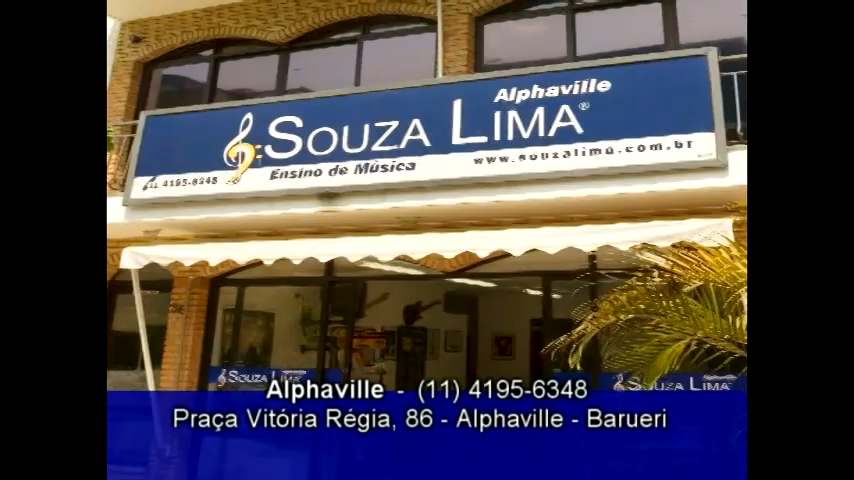 Alphaville
SOUZA LIMA®
Ensino de Música
www.souzalima.com.br
11 4195-6348
SOUZA LIMA
SOUZA LIMA
Alphaville - (11) 4195-6348
Praça Vitória Régia, 86 - Alphaville - Barueri